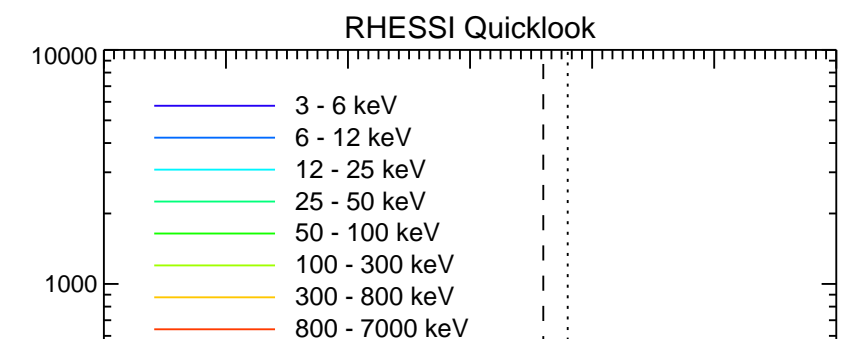 RHESSI Quicklook
10000
3 - 6 keV
6 - 12 keV
12 - 25 keV
25 - 50 keV
50 - 100 keV
100 - 300 keV
1000
300 - 800 keV
800 - 7000 keV